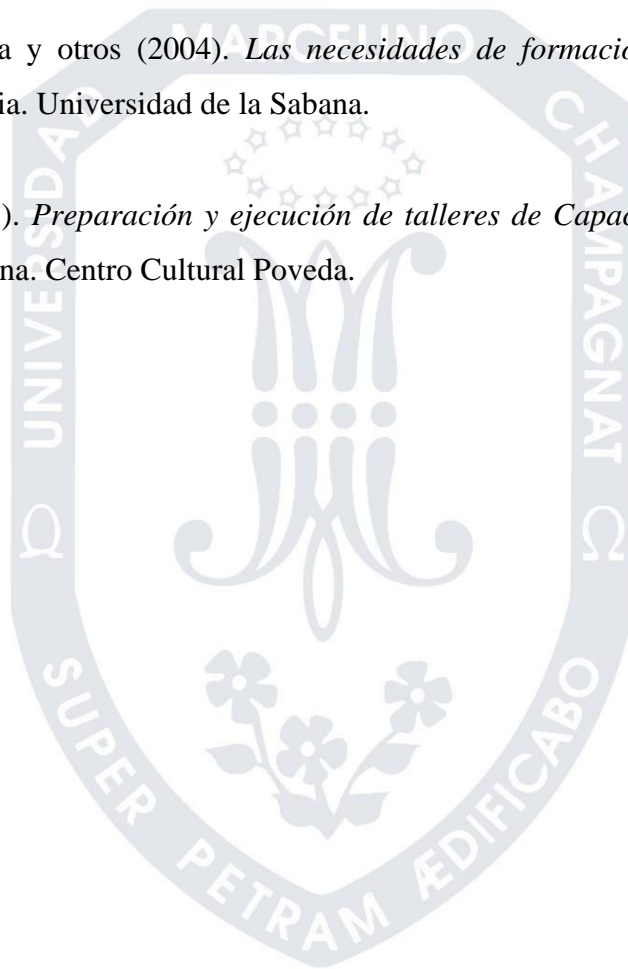 a y otros (2004). Las necesidades de formació
ia. Universidad de la Sabana.
). Preparación y ejecución de talleres de Capac
na. Centro Cultural Poveda.
UNIVERSIDAD MARCELINO CHAMPAGNAT
SUPER PETRAM ÆDIFICABO